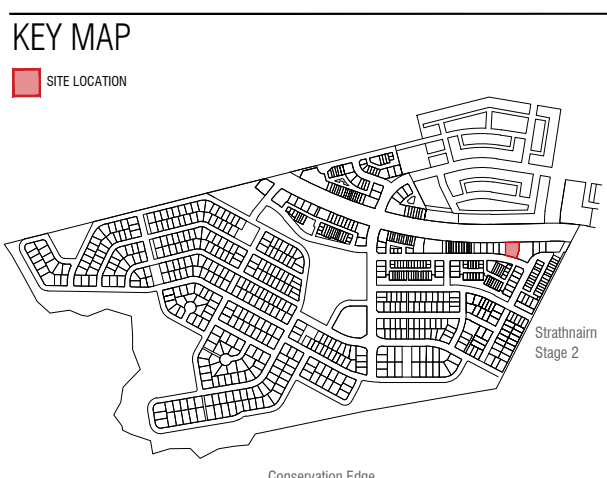 KEY MAP
SITE LOCATION
Strathnairn
Stage 2
Conservation Edge